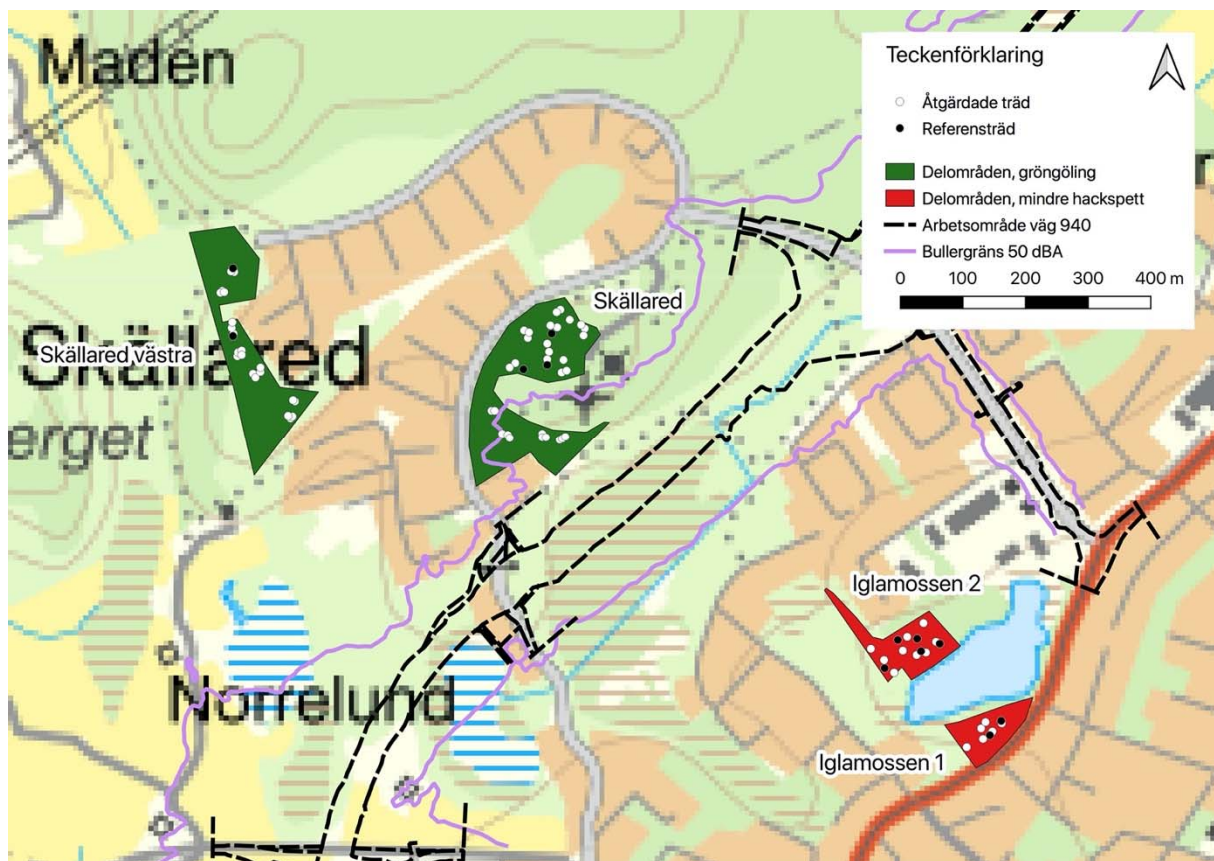 Maden
Teckenförklaring
Åtgärdade träd
Referensträd
Delområden, gröngöling
Delområden, mindre hackspett
Arbetsområde väg 940
Bullergräns 50 dBA
0 100 200 300 400 m
Skällared
Skällared
Skällared västra
erget
Iglamossen 2
Norrelund
Iglamossen 1